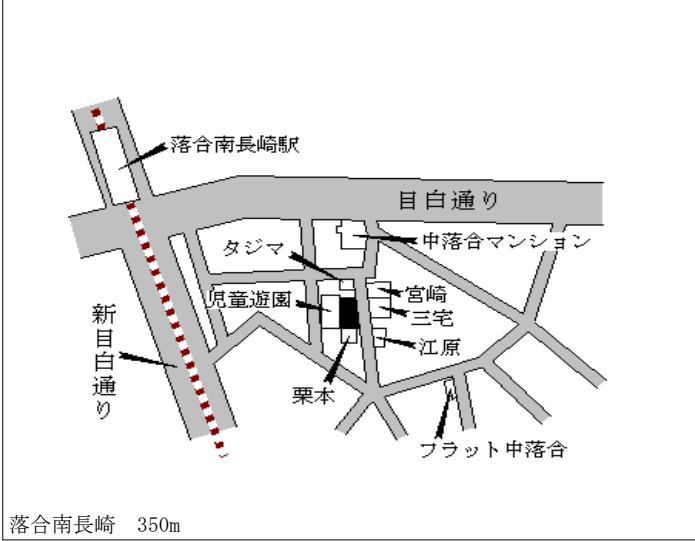 落合南長崎駅
目白通り
タジマ
中落合マンション
児童遊園
宮崎
三宅
新目白通り
江原
栗本
フラット中落合
落合南長崎 350m